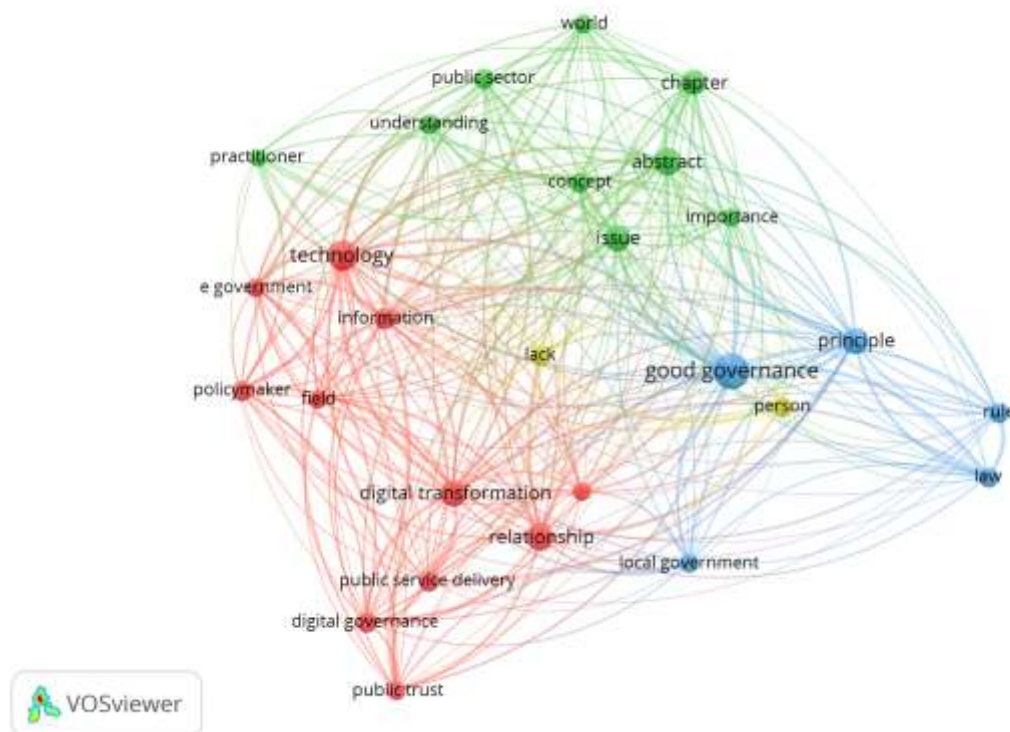 world
public sector
chapter
understanding
practitioner
abstract
concept
importance
issue
technology
e government
information
principle
lack
good governance
policymaker
field
person
rule
law
digital transformation
relationship
local government
public service delivery
digital governance
public trust
VOSviewer